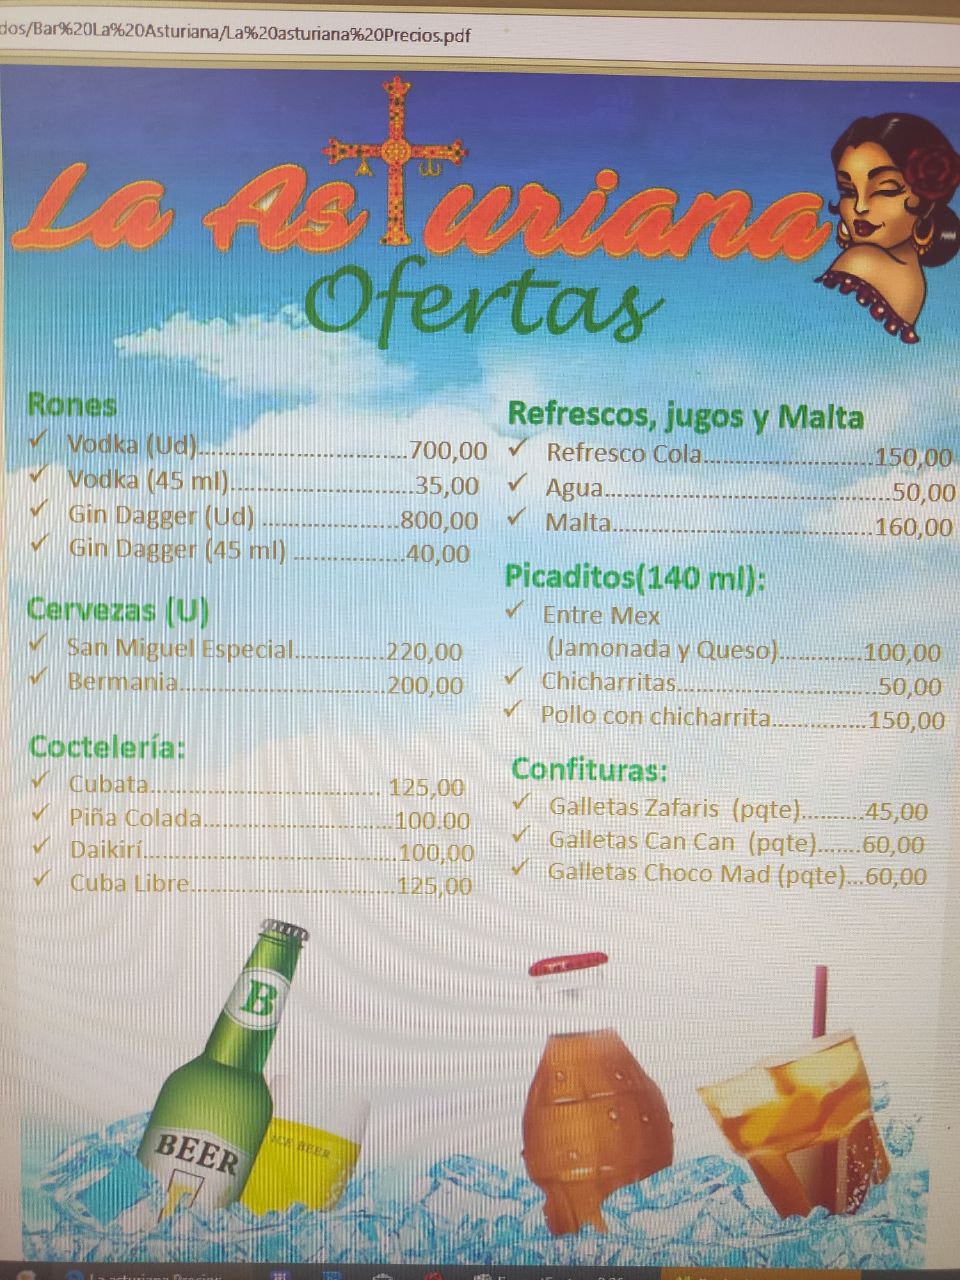 dos/Bar%20La%20Asturiana/La%20asturiana%20Precios.pdf
La Asturiana
Ofertas
Rones
✓ Vodka (Ud)................................700,00
✓ Vodka (45 ml)............................35,00
✓ Gin Dagger (Ud) .....................800,00
✓ Gin Dagger (45 ml) .................40,00
Cervezas (U)
✓ San Miguel Especial..............220,00
✓ Bermania................................200,00
Coctelería:
✓ Cubata................................... 125,00
✓ Piña Colada.............................100.00
✓ Daikirí.......................................100,00
✓ Cuba Libre...............................125,00
Refrescos, jugos y Malta
✓ Refresco Cola..........................150,00
✓ Agua............................................50,00
✓ Malta........................................160,00
Picaditos(140 ml):
✓ Entre Mex
(Jamonada y Queso).............100,00
✓ Chicharritas...............................50,00
✓ Pollo con chicharrita...............150,00
Confituras:
✓ Galletas Zafaris (pqte)..........45,00
✓ Galletas Can Can (pqte).......60,00
✓ Galletas Choco Mad (pqte)...60,00
B
BEER
ICE BEER
La asturiana Precios